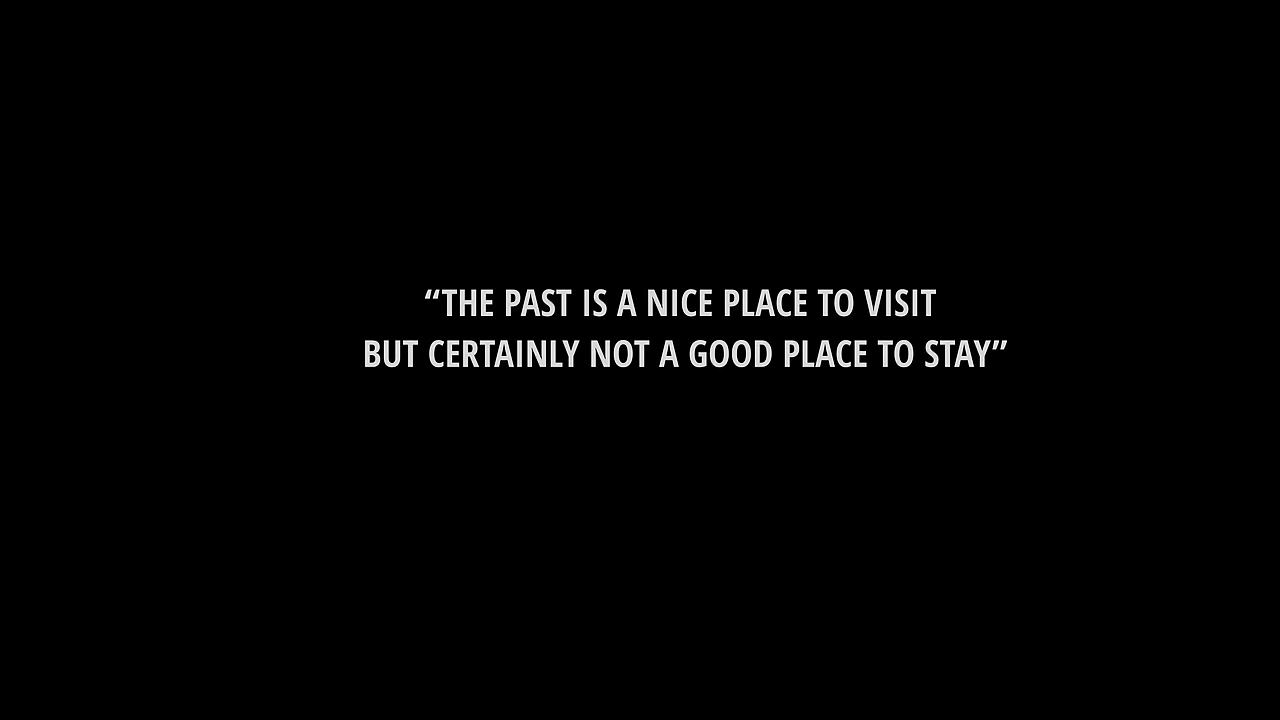 “THE PAST IS A NICE PLACE TO VISIT
BUT CERTAINLY NOT A GOOD PLACE TO STAY”